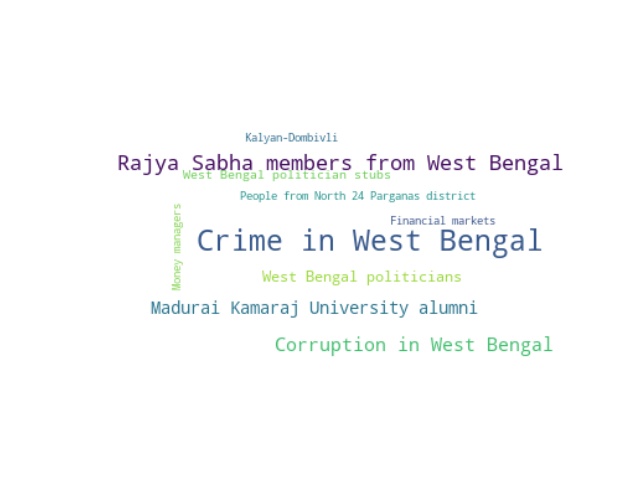 Kalyan-Dombivli
Rajya Sabha members from West Bengal
West Bengal politician stubs
People from North 24 Parganas district
Money managers
Financial markets
Crime in West Bengal
West Bengal politicians
Madurai Kamaraj University alumni
Corruption in West Bengal